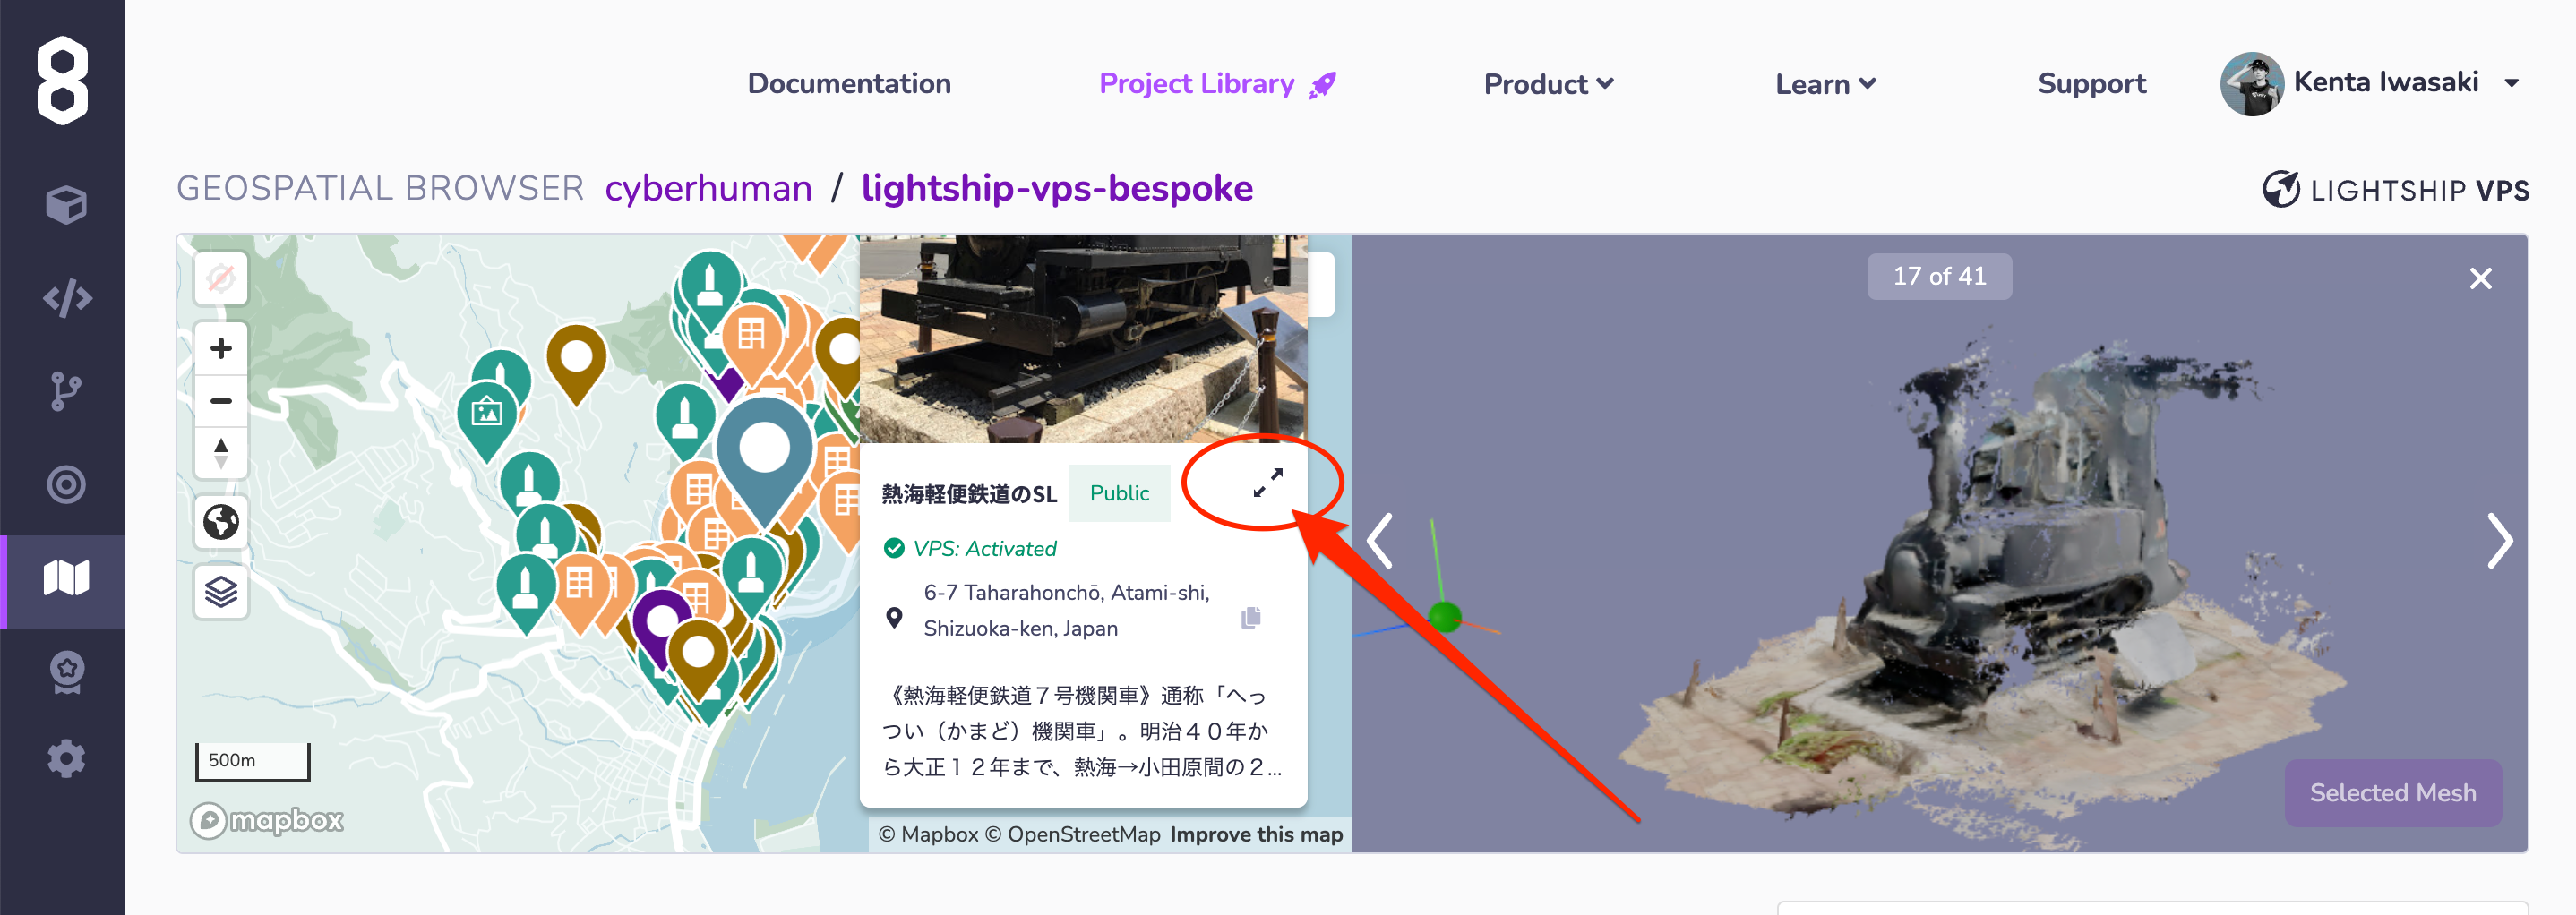 Documentation
Project Library
Product
Learn
Support
Kenta Iwasaki
GEOSPATIAL BROWSER cyberhuman / lightship-vps-bespoke
LIGHTSHIP VPS
17 of 41
熱海軽便鉄道のSL
Public
VPS: Activated
6-7 Taharahonchō, Atami-shi,
Shizuoka-ken, Japan
《熱海軽便鉄道７号機関車》通称「へっ
つい（かまど）機関車」。明治４０年か
ら大正１２年まで、熱海→小田原間の２...
500m
mapbox
© Mapbox © OpenStreetMap Improve this map
Selected Mesh